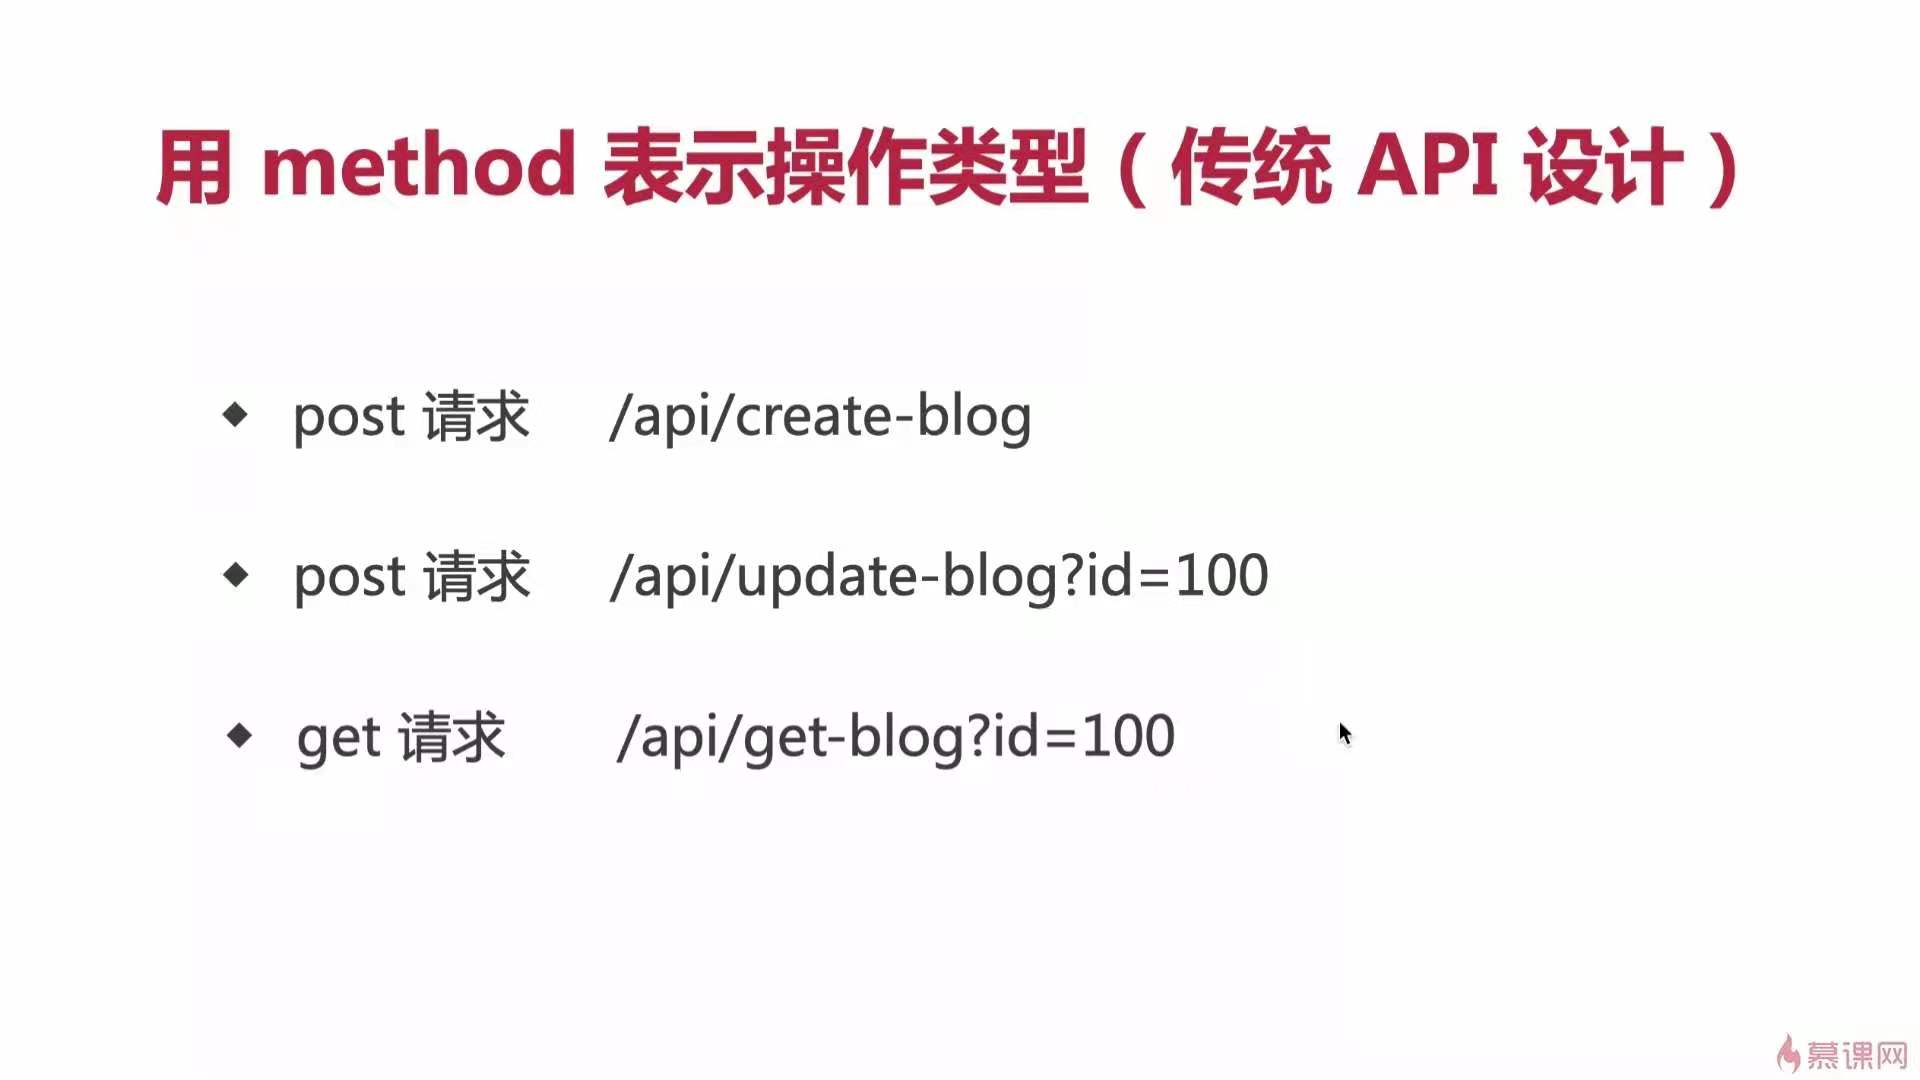 用 method 表示操作类型（传统 API 设计）
◆ post 请求 /api/create-blog
◆ post 请求 /api/update-blog?id=100
◆ get 请求 /api/get-blog?id=100
慕课网